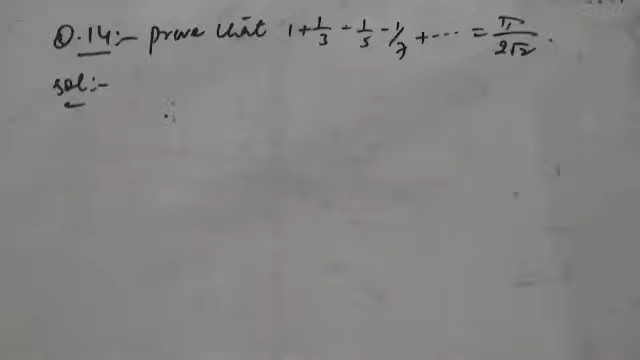 Q.14:- prove that 1 + 1/3 - 1/5 - 1/7 + ... = π/2√2.
sol:-